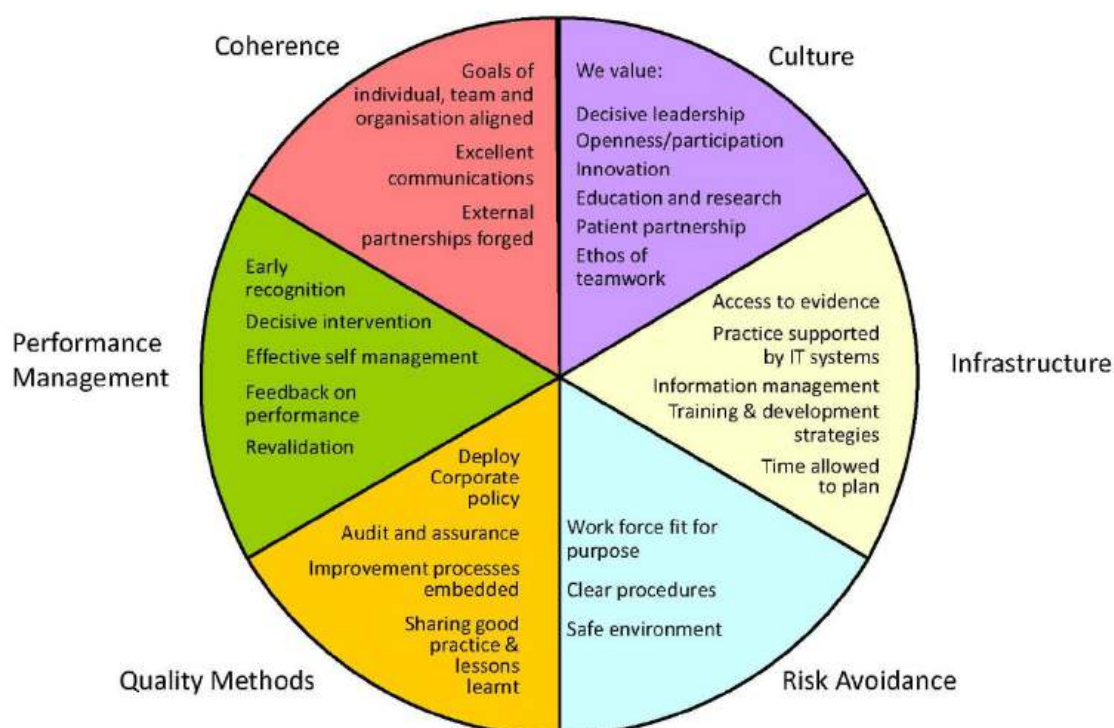 Coherence
Goals of
individual, team and
organisation aligned
Excellent
communications
External
partnerships forged
Culture
We value:
Decisive leadership
Openness/participation
Innovation
Education and research
Patient partnership
Ethos of
teamwork
Performance
Management
Early
recognition
Decisive intervention
Effective self management
Feedback on
performance
Revalidation
Infrastructure
Access to evidence
Practice supported
by IT systems
Information management
Training & development
strategies
Time allowed
to plan
Quality Methods
Deploy
Corporate
policy
Audit and assurance
Improvement processes
embedded
Sharing good
practice &
lessons
learnt
Risk Avoidance
Work force fit for
purpose
Clear procedures
Safe environment